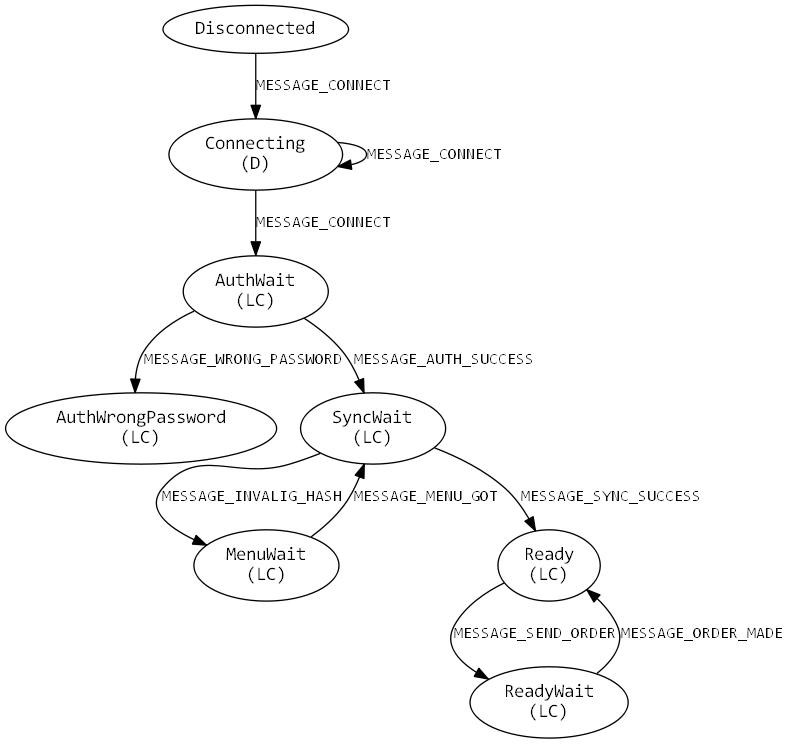 Disconnected
MESSAGE_CONNECT
Connecting
(D)
MESSAGE_CONNECT
MESSAGE_CONNECT
AuthWait
(LC)
MESSAGE_WRONG_PASSWORD
MESSAGE_AUTH_SUCCESS
AuthWrongPassword
(LC)
SyncWait
(LC)
MESSAGE_INVALIG_HASH
MESSAGE_MENU_GOT
MESSAGE_SYNC_SUCCESS
MenuWait
(LC)
Ready
(LC)
MESSAGE_SEND_ORDER
MESSAGE_ORDER_MADE
ReadyWait
(LC)